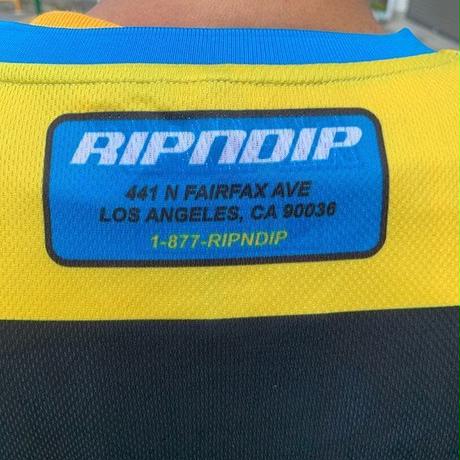 RIPNDIP
441 N FAIRFAX AVE
LOS ANGELES, CA 90036
1-877-RIPNDIP